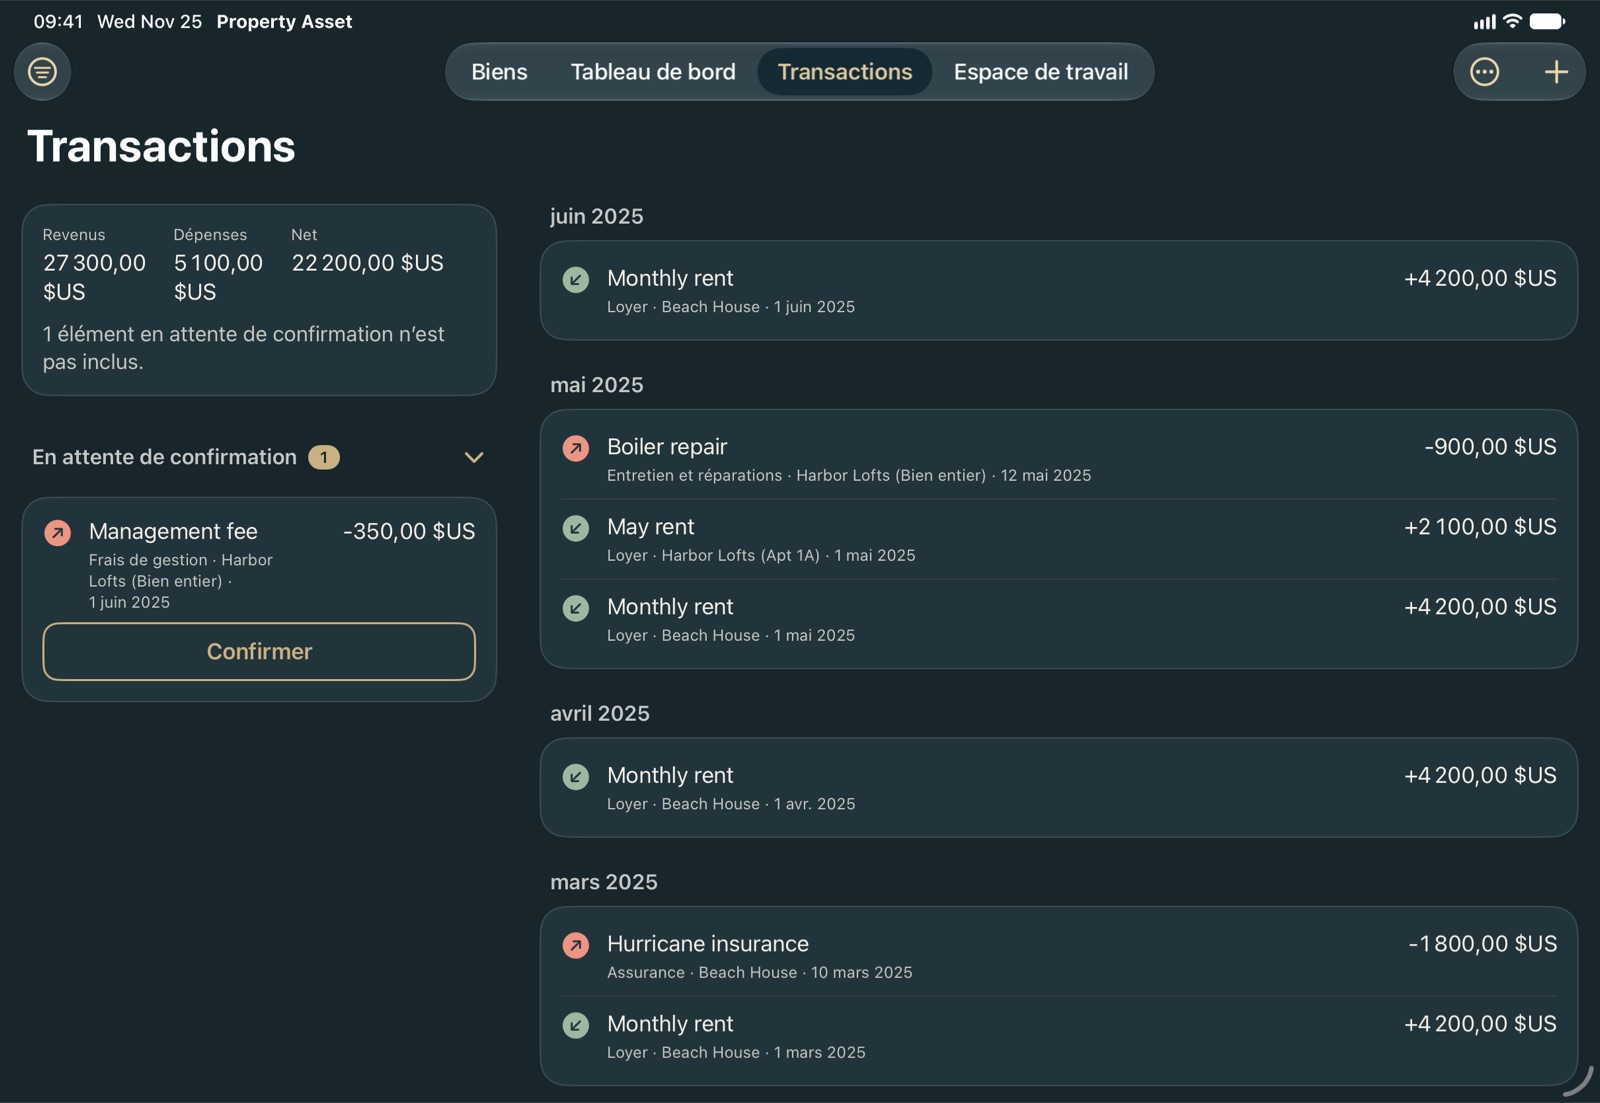 09:41 Wed Nov 25 Property Asset
Biens Tableau de bord Transactions Espace de travail
Transactions
Revenus Dépenses Net
27 300,00 5 100,00 22 200,00 $US
$US $US
1 élément en attente de confirmation n’est
pas inclus.
En attente de confirmation 1
Management fee -350,00 $US
Frais de gestion · Harbor
Lofts (Bien entier) ·
1 juin 2025
Confirmer
juin 2025
Monthly rent +4 200,00 $US
Loyer · Beach House · 1 juin 2025
mai 2025
Boiler repair -900,00 $US
Entretien et réparations · Harbor Lofts (Bien entier) · 12 mai 2025
May rent +2 100,00 $US
Loyer · Harbor Lofts (Apt 1A) · 1 mai 2025
Monthly rent +4 200,00 $US
Loyer · Beach House · 1 mai 2025
avril 2025
Monthly rent +4 200,00 $US
Loyer · Beach House · 1 avr. 2025
mars 2025
Hurricane insurance -1 800,00 $US
Assurance · Beach House · 10 mars 2025
Monthly rent +4 200,00 $US
Loyer · Beach House · 1 mars 2025